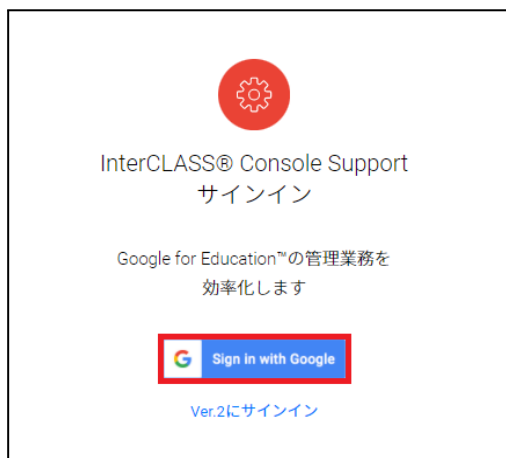 InterCLASS® Console Support
サインイン
Google for Education™の管理業務を
効率化します
Sign in with Google
Ver.2にサインイン